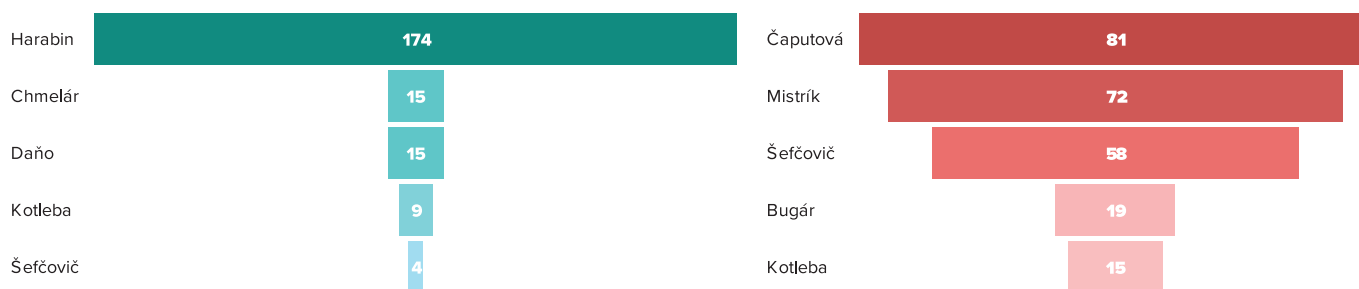 Harabin 174
Chmelár 15
Daňo 15
Kotleba 9
Šefčovič 4
Čaputová 81
Mistrík 72
Šefčovič 58
Bugár 19
Kotleba 15